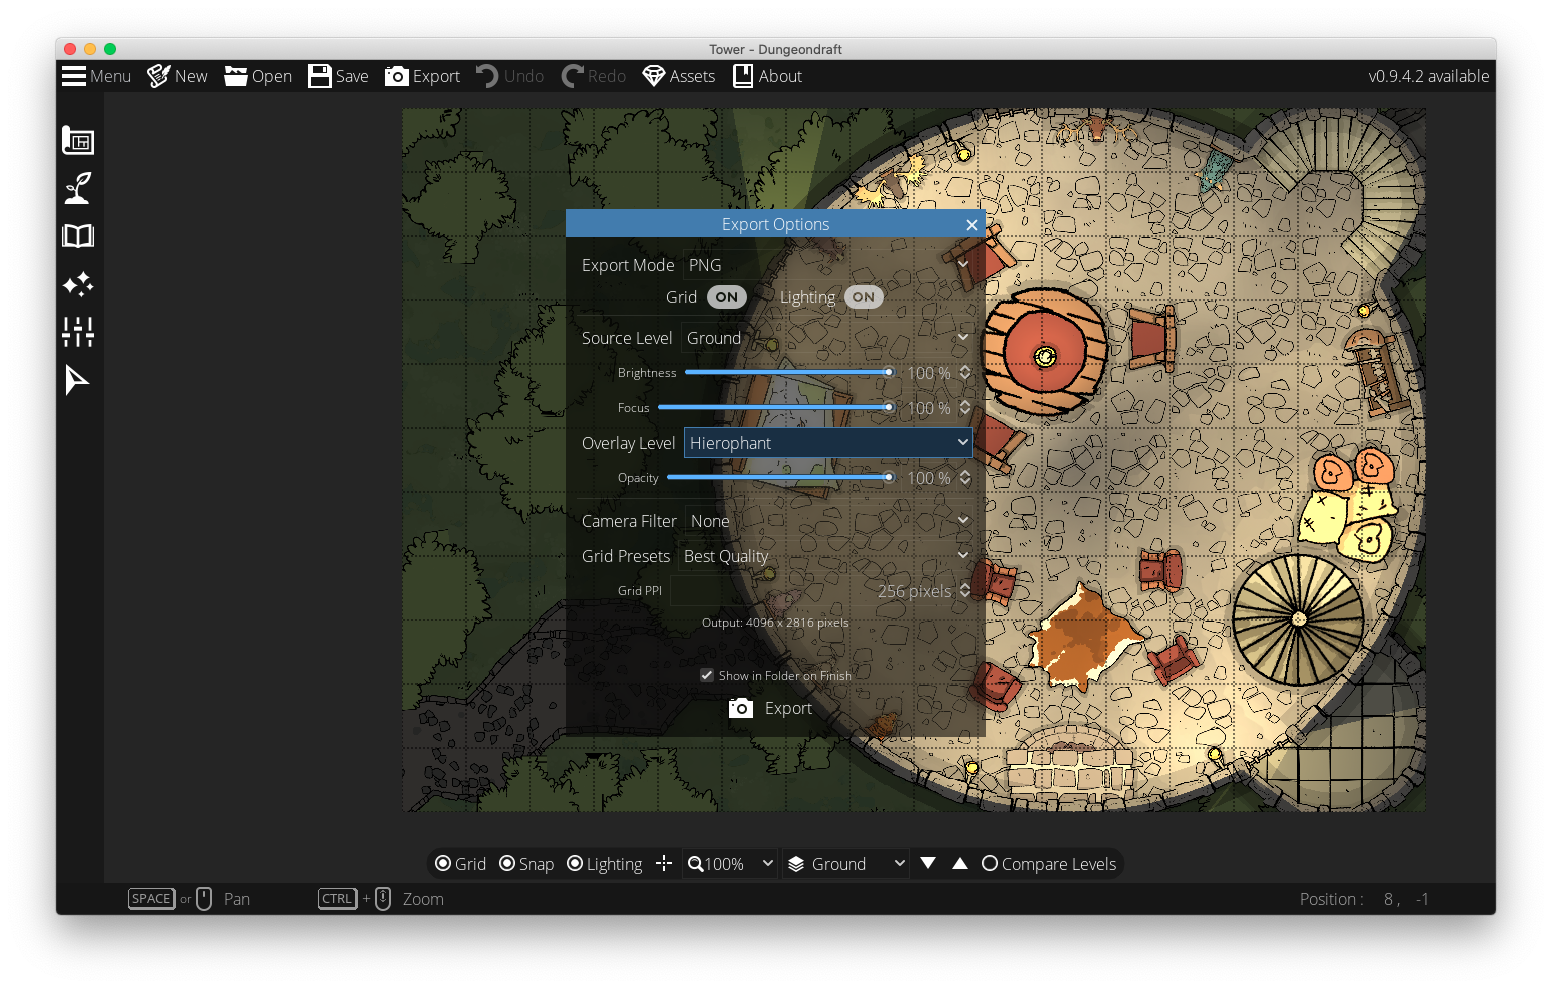 Tower - Dungeondraft
Menu New Open Save Export Undo Redo Assets About v0.9.4.2 available
Export Options
Export Mode PNG
Grid ON Lighting ON
Source Level Ground
Brightness 100 %
Focus 100 %
Overlay Level Hierophant
Opacity 100 %
Camera Filter None
Grid Presets Best Quality
Grid PPI 256 pixels
Output: 4096 x 2816 pixels
Show in Folder on Finish
Export
Grid Snap Lighting 100% Ground Compare Levels
SPACE or Pan CTRL + Zoom Position : 8 , -1